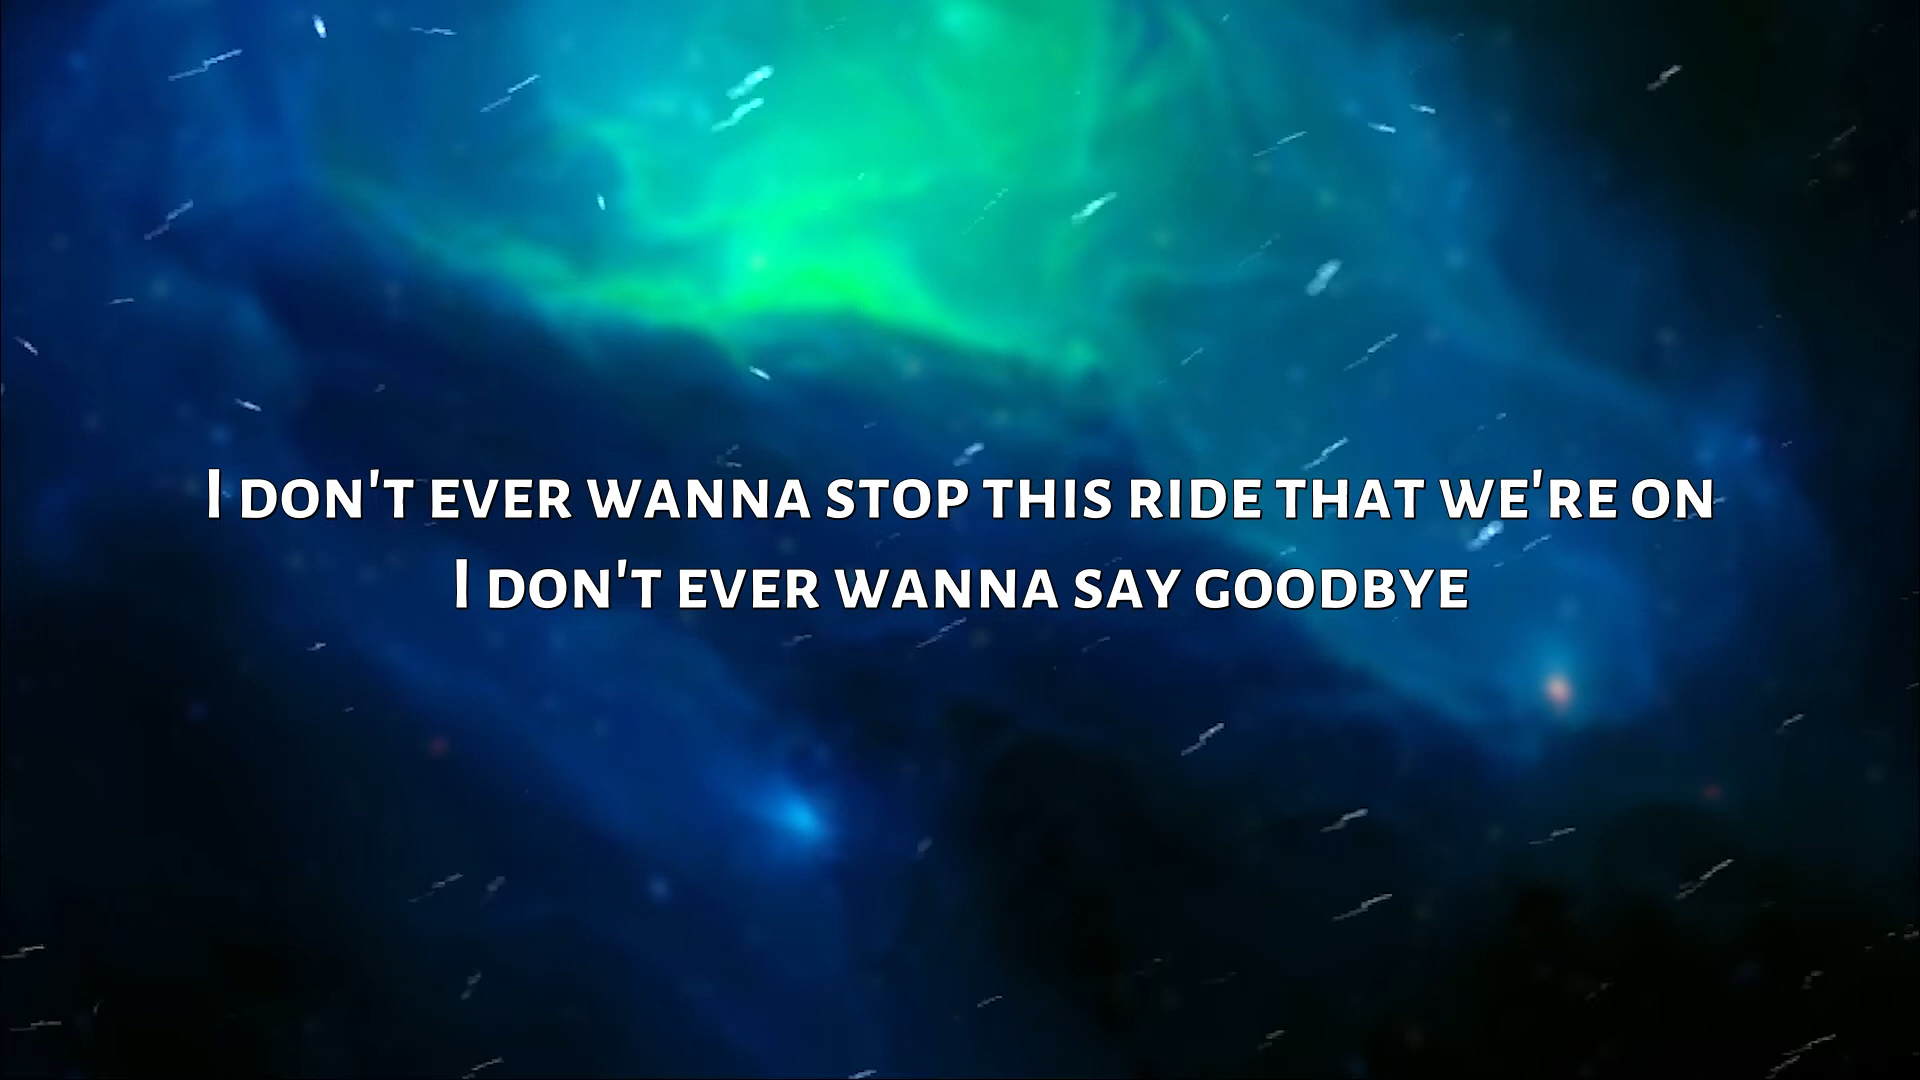 I don't ever wanna stop this ride that we're on
I don't ever wanna say goodbye